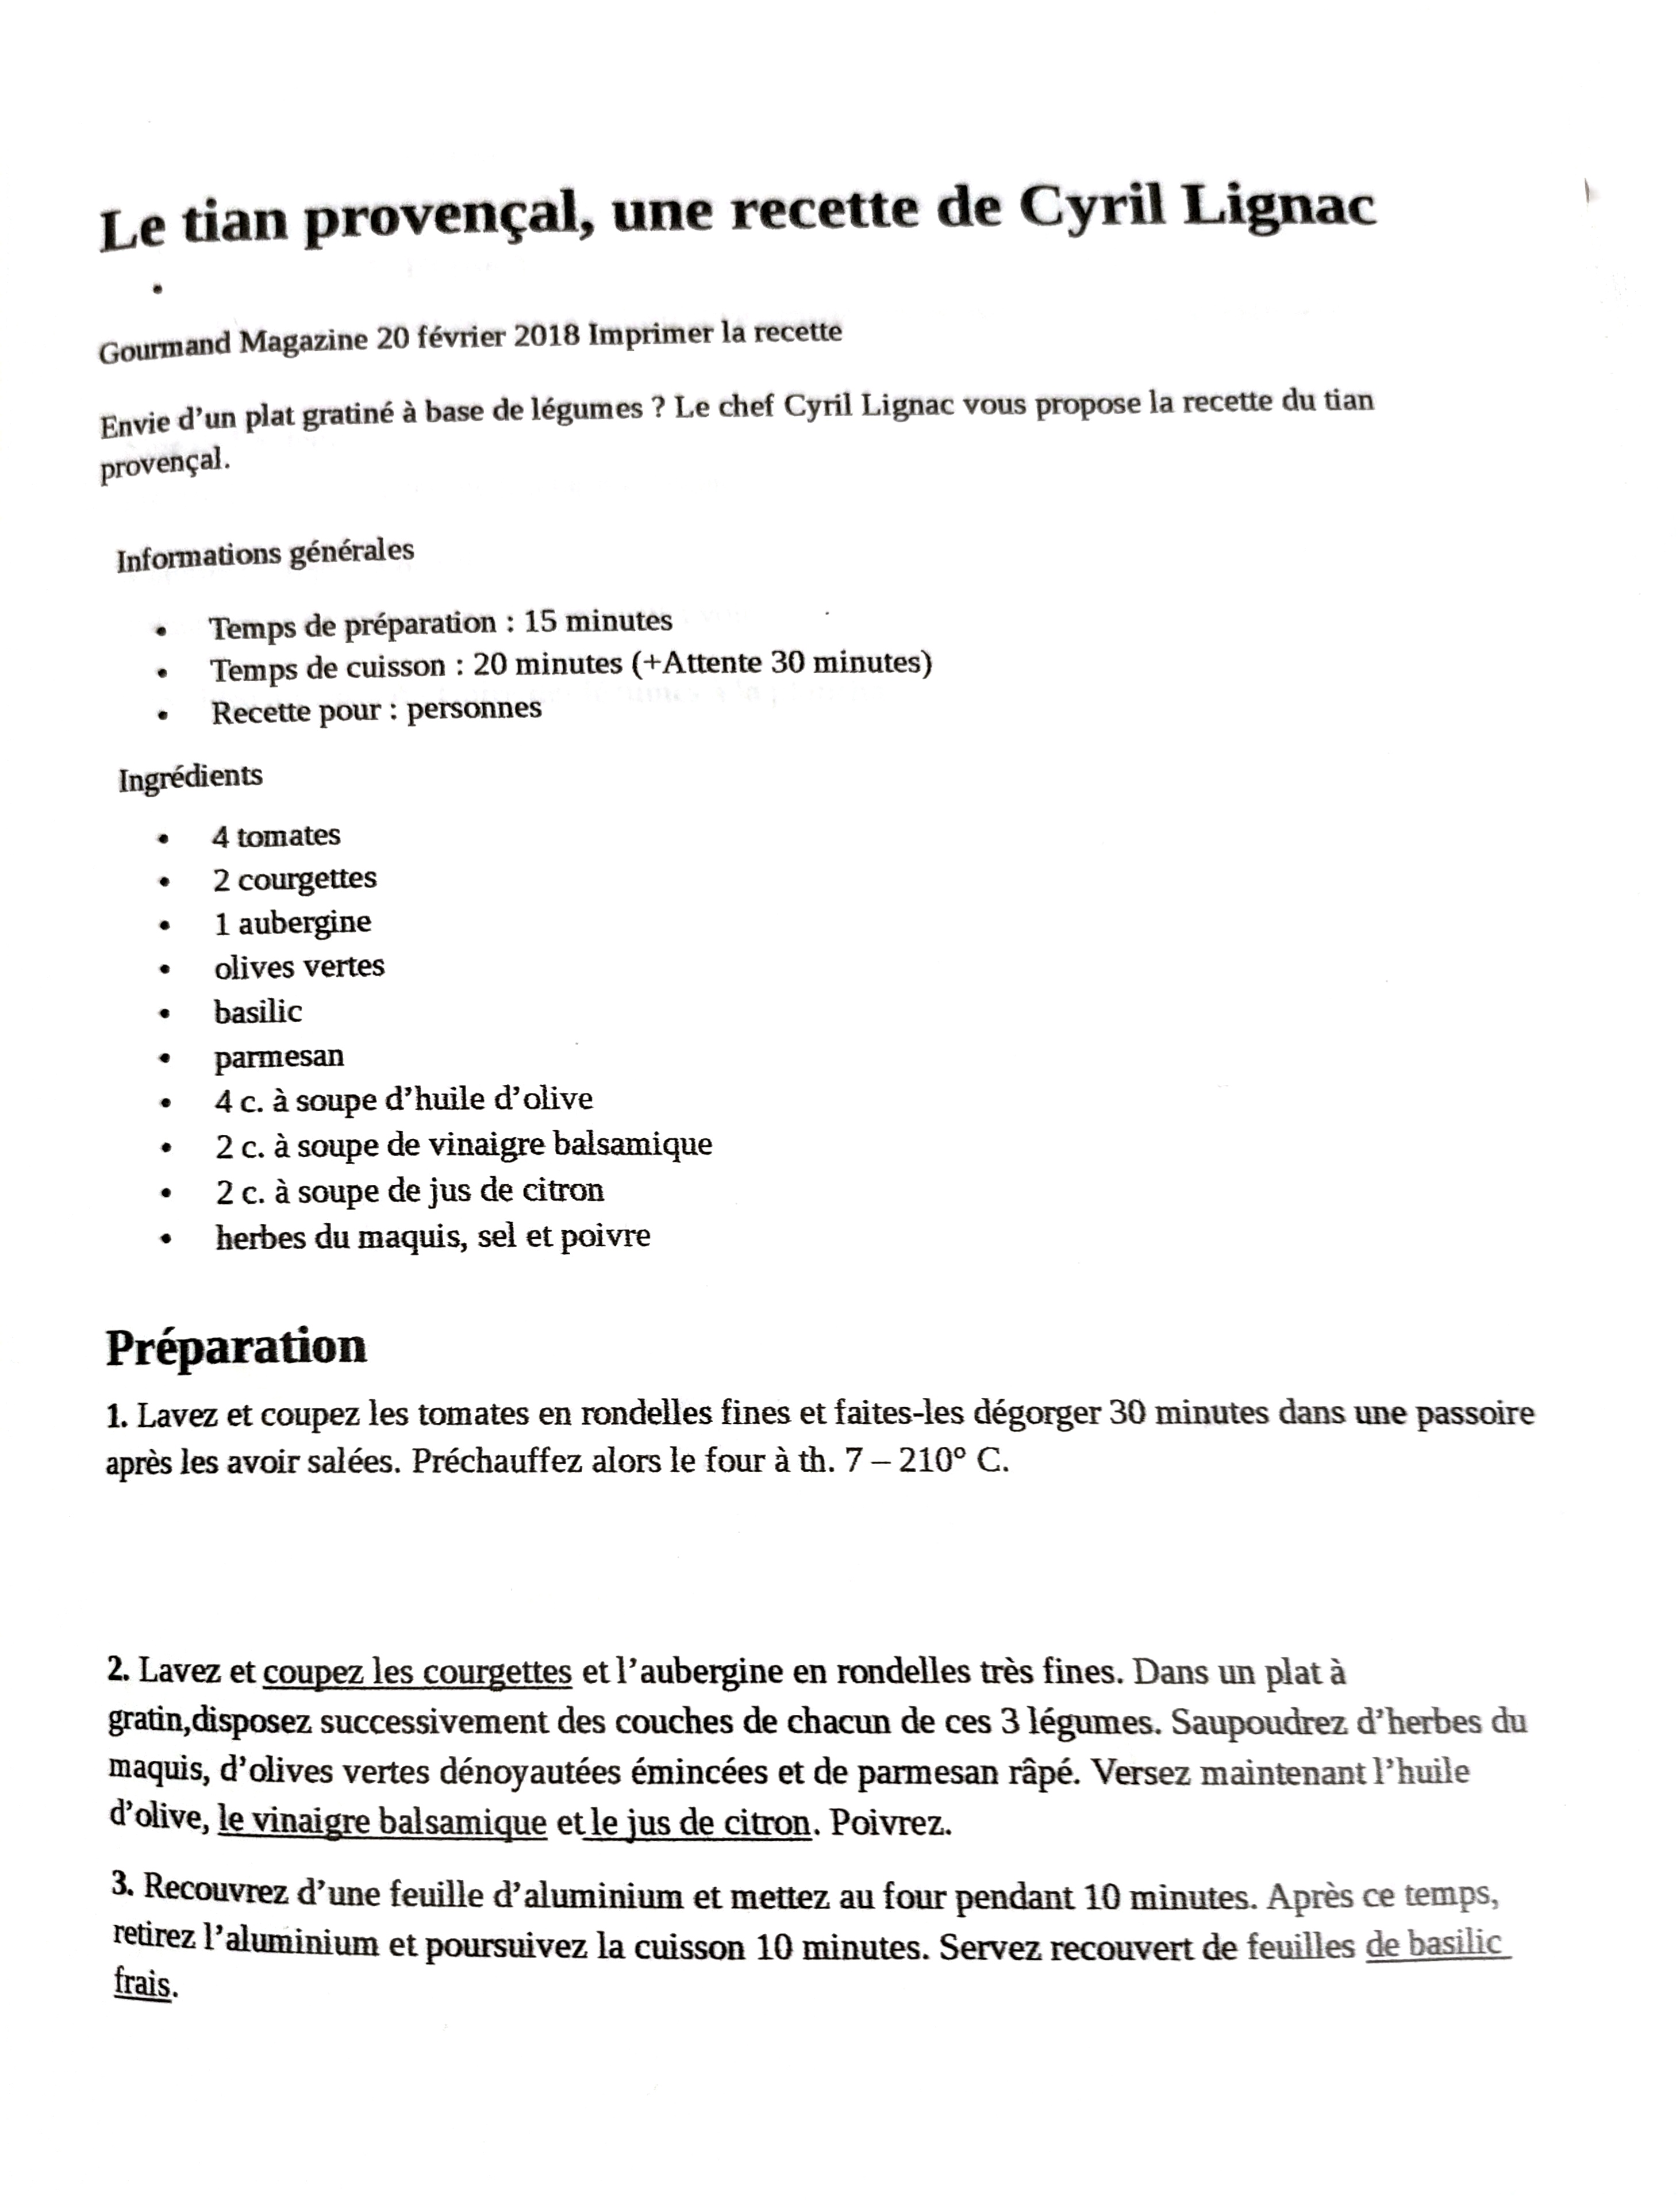 Le tian provençal, une recette de Cyril Lignac
•
Gourmand Magazine 20 février 2018 Imprimer la recette
Envie d’un plat gratiné à base de légumes ? Le chef Cyril Lignac vous propose la recette du tian
provençal.
Informations générales
• Temps de préparation : 15 minutes
• Temps de cuisson : 20 minutes (+Attente 30 minutes)
• Recette pour : personnes
Ingrédients
• 4 tomates
• 2 courgettes
• 1 aubergine
• olives vertes
• basilic
• parmesan
• 4 c. à soupe d’huile d’olive
• 2 c. à soupe de vinaigre balsamique
• 2 c. à soupe de jus de citron
• herbes du maquis, sel et poivre
Préparation
1. Lavez et coupez les tomates en rondelles fines et faites-les dégorger 30 minutes dans une passoire
après les avoir salées. Préchauffez alors le four à th. 7 – 210° C.
2. Lavez et coupez les courgettes et l’aubergine en rondelles très fines. Dans un plat à
gratin,disposez successivement des couches de chacun de ces 3 légumes. Saupoudrez d’herbes du
maquis, d’olives vertes dénoyautées émincées et de parmesan râpé. Versez maintenant l’huile
d’olive, le vinaigre balsamique et le jus de citron. Poivrez.
3. Recouvrez d’une feuille d’aluminium et mettez au four pendant 10 minutes. Après ce temps,
retirez l’aluminium et poursuivez la cuisson 10 minutes. Servez recouvert de feuilles de basilic
frais.